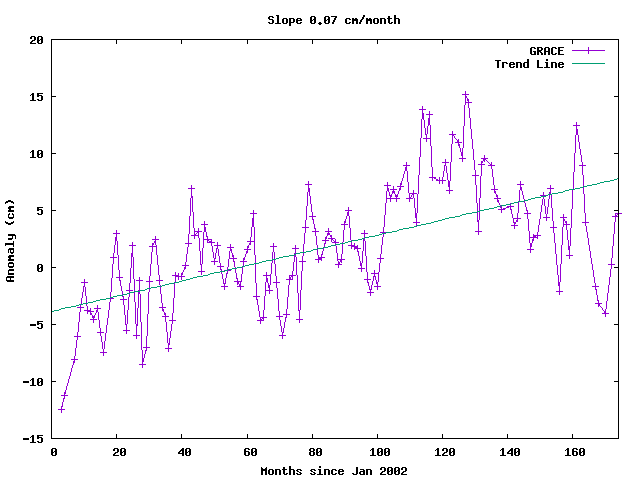 Slope 0.07 cm/month
20
GRACE
Trend Line
15
10
5
0
-5
-10
-15
Anomaly (cm)
0 20 40 60 80 100 120 140 160
Months since Jan 2002